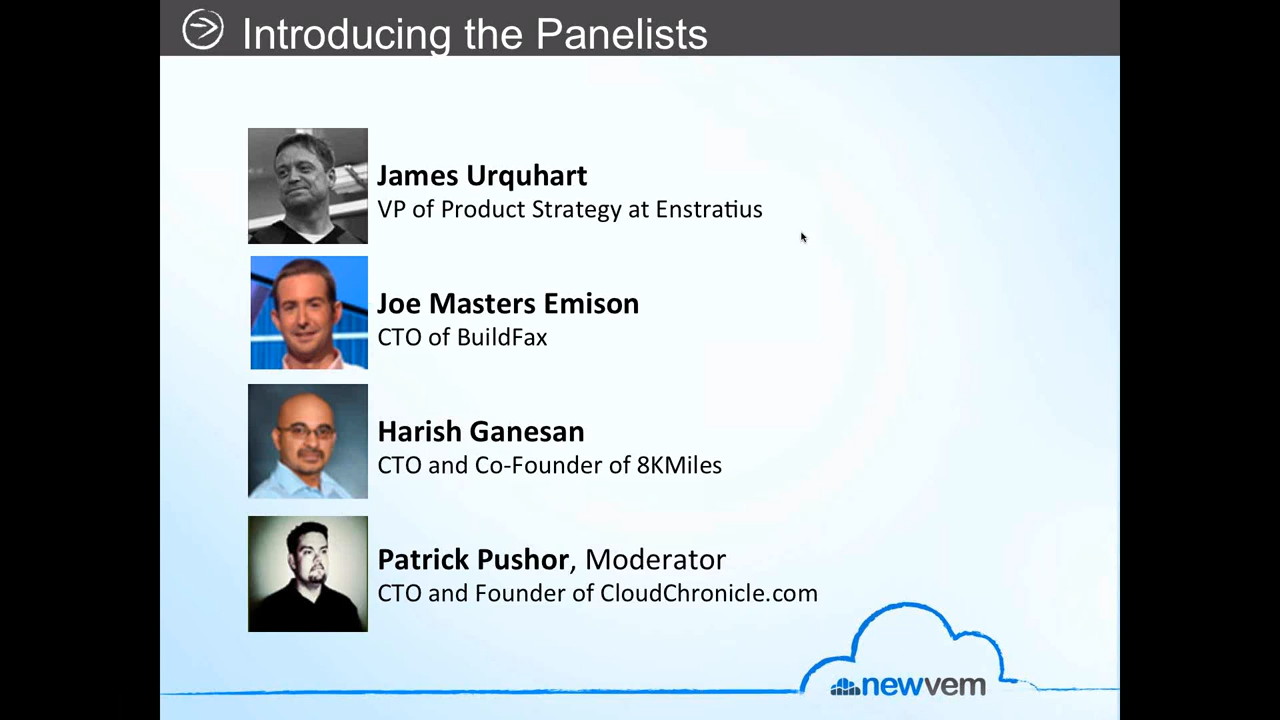 Introducing the Panelists
James Urquhart
VP of Product Strategy at Enstratius
Joe Masters Emison
CTO of BuildFax
Harish Ganesan
CTO and Co-Founder of 8KMiles
Patrick Pushor, Moderator
CTO and Founder of CloudChronicle.com
newvem